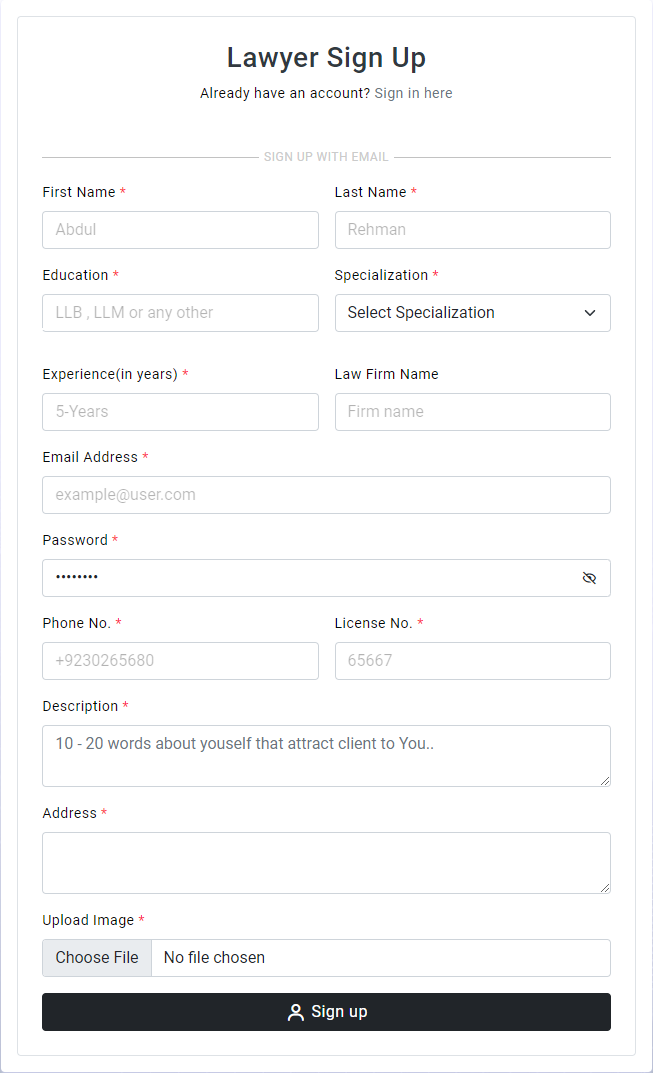 Lawyer Sign Up
Already have an account? Sign in here
SIGN UP WITH EMAIL
First Name * Last Name *
Abdul Rehman
Education * Specialization *
LLB , LLM or any other Select Specialization
Experience(in years) * Law Firm Name
5-Years Firm name
Email Address *
example@user.com
Password *
••••••••
Phone No. * License No. *
+9230265680 65667
Description *
10 - 20 words about youself that attract client to You..
Address *
Upload Image *
Choose File No file chosen
Sign up